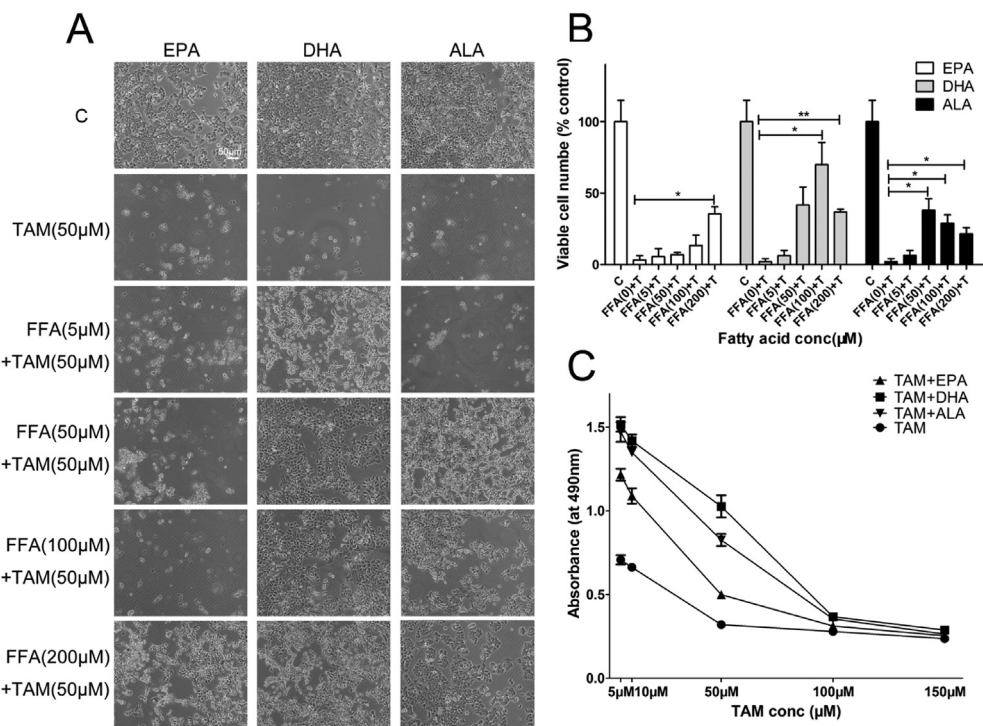 A
EPA DHA ALA
C
50µm
TAM(50µM)
FFA(5µM)
+TAM(50µM)
FFA(50µM)
+TAM(50µM)
FFA(100µM)
+TAM(50µM)
FFA(200µM)
+TAM(50µM)
B
Viable cell numbe (% control)
100
50
0
EPA
DHA
ALA
*
**
*
*
*
*
C
FFA(0)+T
FFA(5)+T
FFA(50)+T
FFA(100)+T
FFA(200)+T
C
FFA(0)+T
FFA(5)+T
FFA(50)+T
FFA(100)+T
FFA(200)+T
C
FFA(0)+T
FFA(5)+T
FFA(50)+T
FFA(100)+T
FFA(200)+T
Fatty acid conc(µM)
C
TAM+EPA
TAM+DHA
TAM+ALA
TAM
Absorbance (at 490nm)
1.5
1.0
0.5
0.0
5µM10µM 50µM 100µM 150µM
TAM conc (µM)